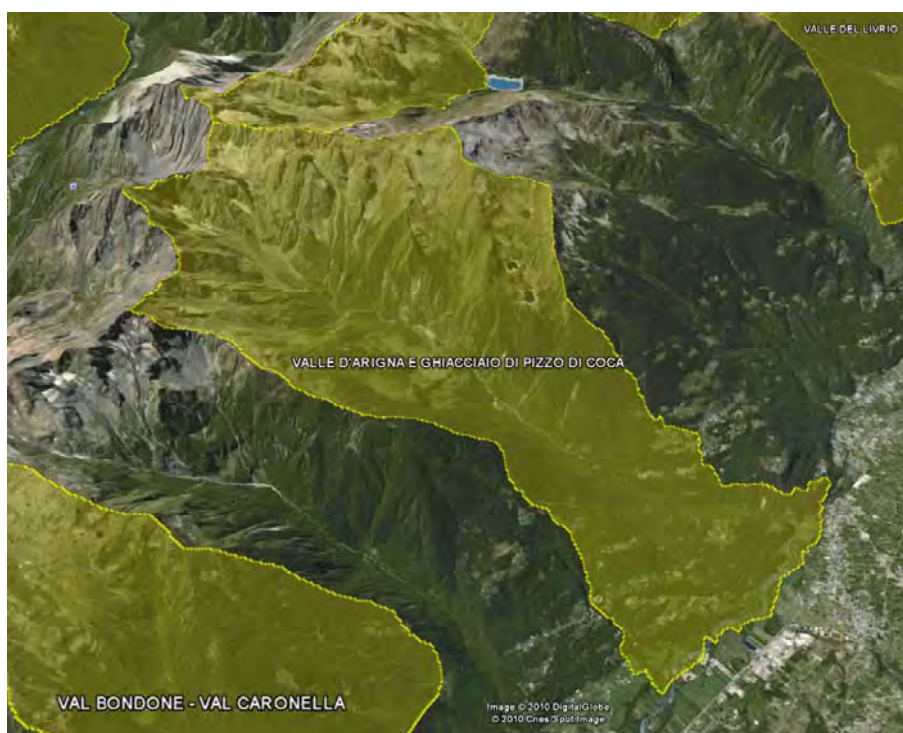 VALLE DEL LIVRIO
VALLE D'ARIGNA E GHIACCIAIO DI PIZZO DI COCA
VAL BONDONE - VAL CARONELLA
Image © 2010 DigitalGlobe
© 2010 Cnes/Spot Image